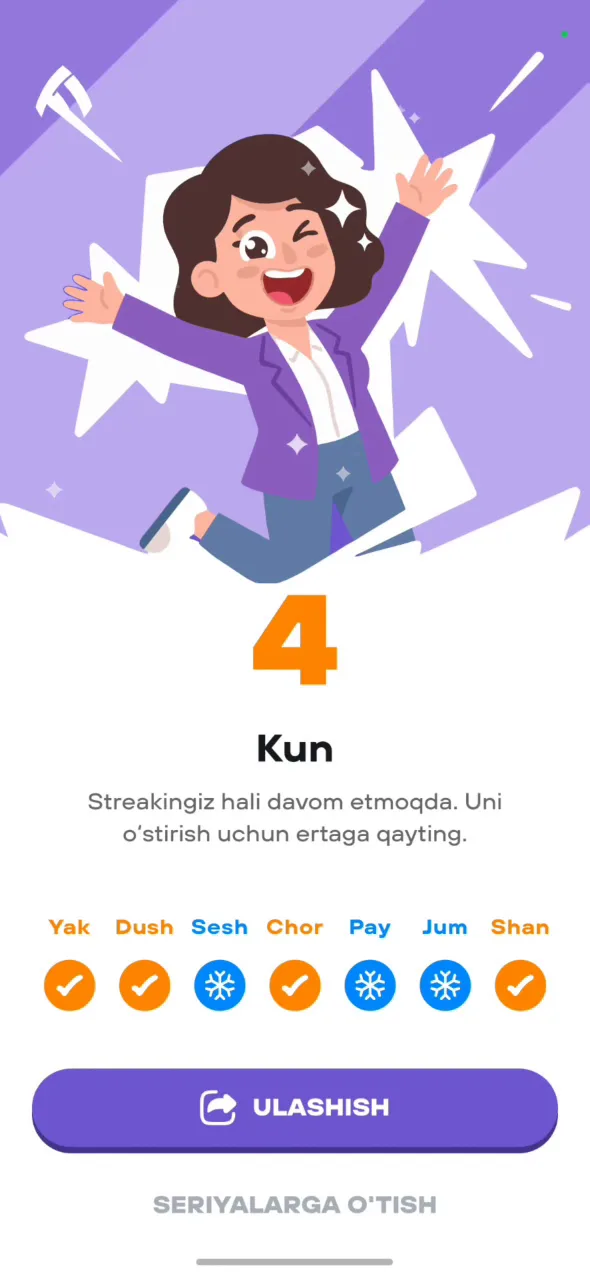 4
Kun
Streakingiz hali davom etmoqda. Uni
o‘stirish uchun ertaga qayting.
Yak Dush Sesh Chor Pay Jum Shan
ULASHISH
SERIYALARGA O'TISH